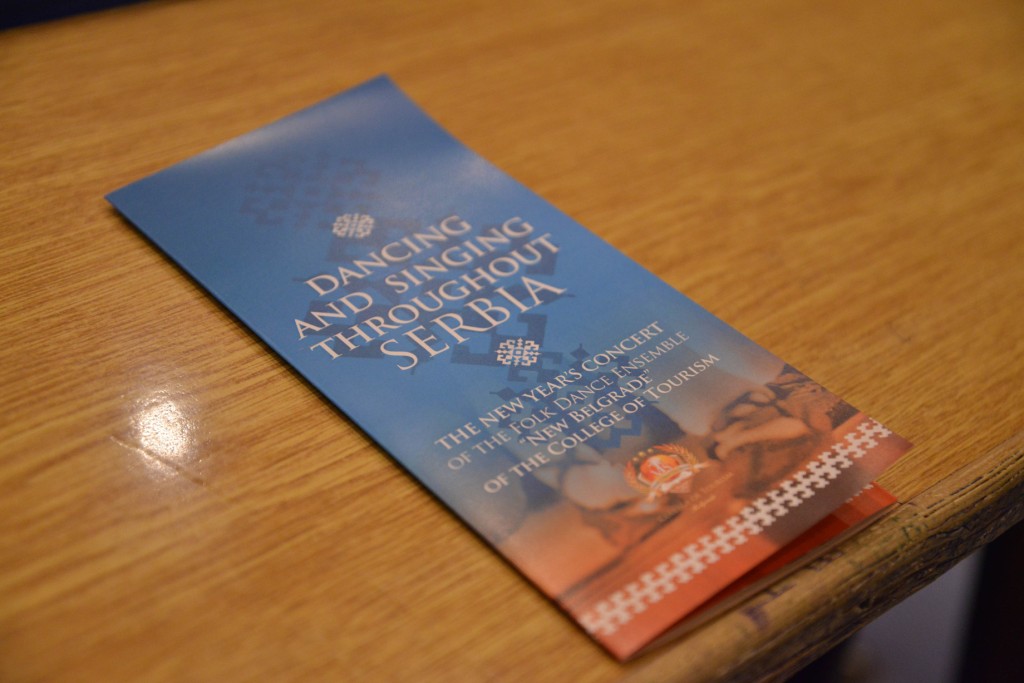 DANCING
AND SINGING
THROUGHOUT
SERBIA
THE NEW YEAR'S CONCERT
OF THE FOLK DANCE ENSEMBLE
"NEW BELGRADE"
OF THE COLLEGE OF TOURISM